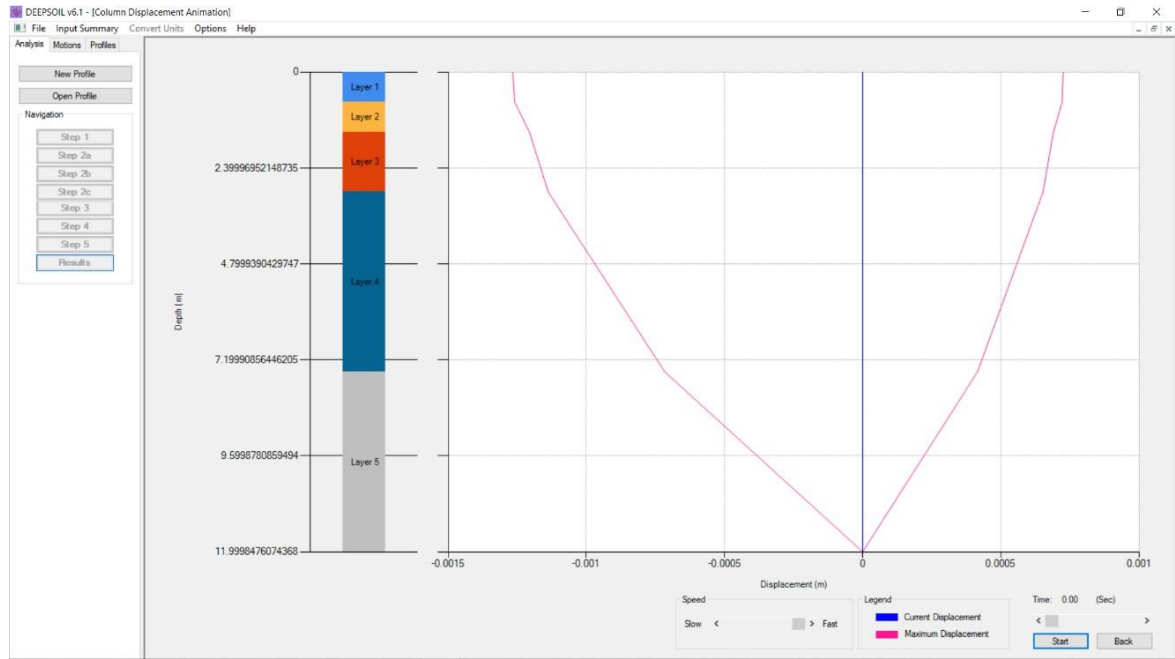 DEEPSOIL v6.1 - [Column Displacement Animation]
File Input Summary Convert Units Options Help
Analysis Motions Profiles
New Profile
Open Profile
Navigation
Step 1
Step 2a
Step 2b
Step 2c
Step 3
Step 4
Step 5
Results
Depth (m)
0
2.39996952148735
4.7999390429747
7.19990856446205
9.5998780859494
11.9998476074368
Layer 1
Layer 2
Layer 3
Layer 4
Layer 5
-0.0015 -0.001 -0.0005 0 0.0005 0.001
Displacement (m)
Speed
Slow < > Fast
Legend
Current Displacement
Maximum Displacement
Time: 0.00 (Sec)
< >
Start Back